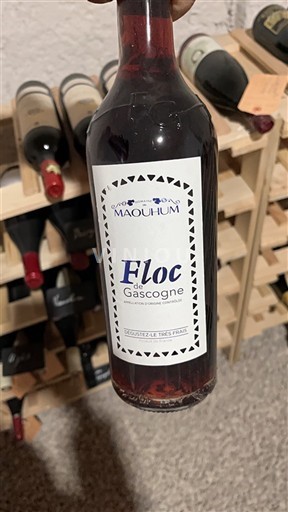 MAOUHUM
Floc
de
Gascogne
APPELLATION D'ORIGINE CONTRÔLÉE
DÉGUSTEZ-LE TRÈS FRAIS